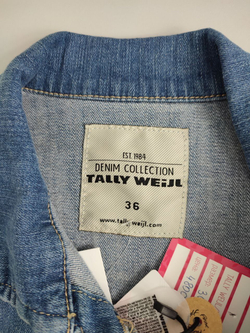 EST. 1984
DENIM COLLECTION
TALLY WEiJL
36
www.tally-weijl.com